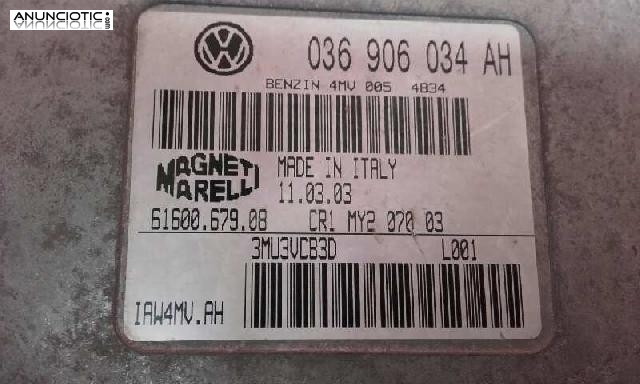 ANUNCIOTIC.com
036 906 034 AH
BENZIN 4MV 005 4834
MAGNETI MARELLI
MADE IN ITALY
11.03.03
61600.679.08 CR1 MY2 070 03
3MU3VCB3D L001
IAW4MV.AH